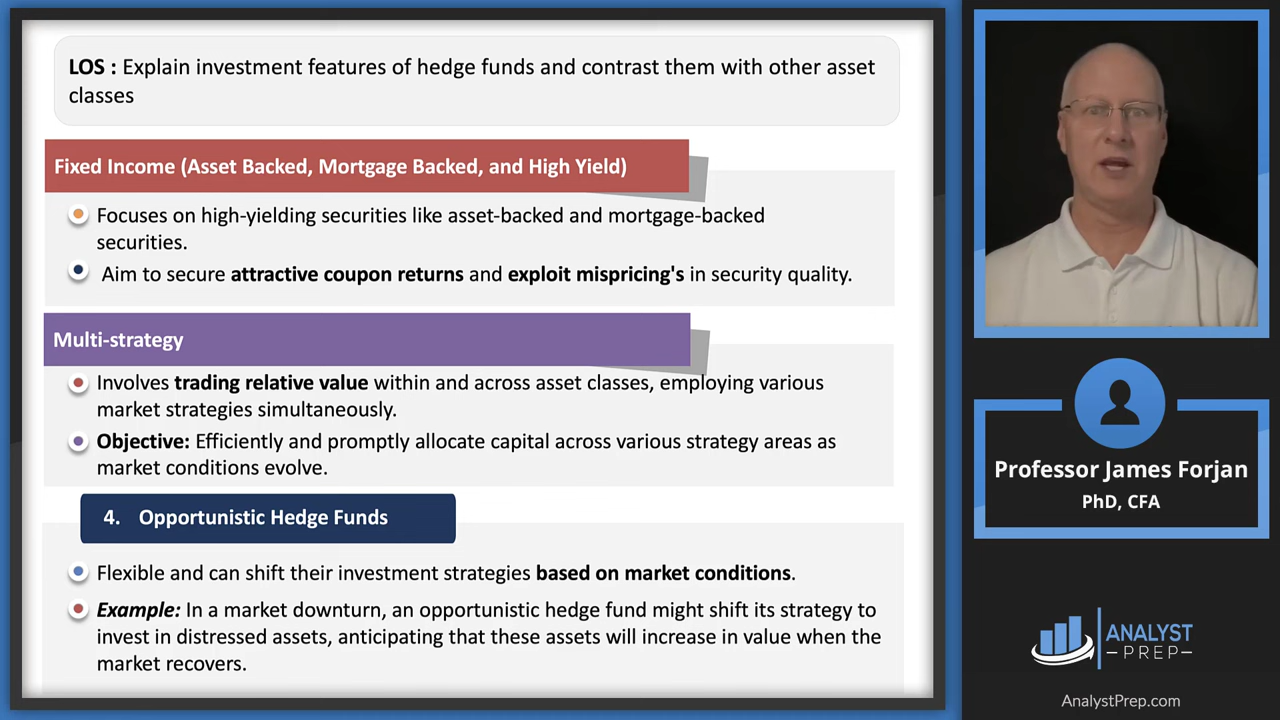 LOS : Explain investment features of hedge funds and contrast them with other asset
classes
Fixed Income (Asset Backed, Mortgage Backed, and High Yield)
Focuses on high-yielding securities like asset-backed and mortgage-backed
securities.
Aim to secure attractive coupon returns and exploit mispricing's in security quality.
Multi-strategy
Involves trading relative value within and across asset classes, employing various
market strategies simultaneously.
Objective: Efficiently and promptly allocate capital across various strategy areas as
market conditions evolve.
4. Opportunistic Hedge Funds
Flexible and can shift their investment strategies based on market conditions.
Example: In a market downturn, an opportunistic hedge fund might shift its strategy to
invest in distressed assets, anticipating that these assets will increase in value when the
market recovers.
Professor James Forjan
PhD, CFA
ANALYST
PREP
AnalystPrep.com